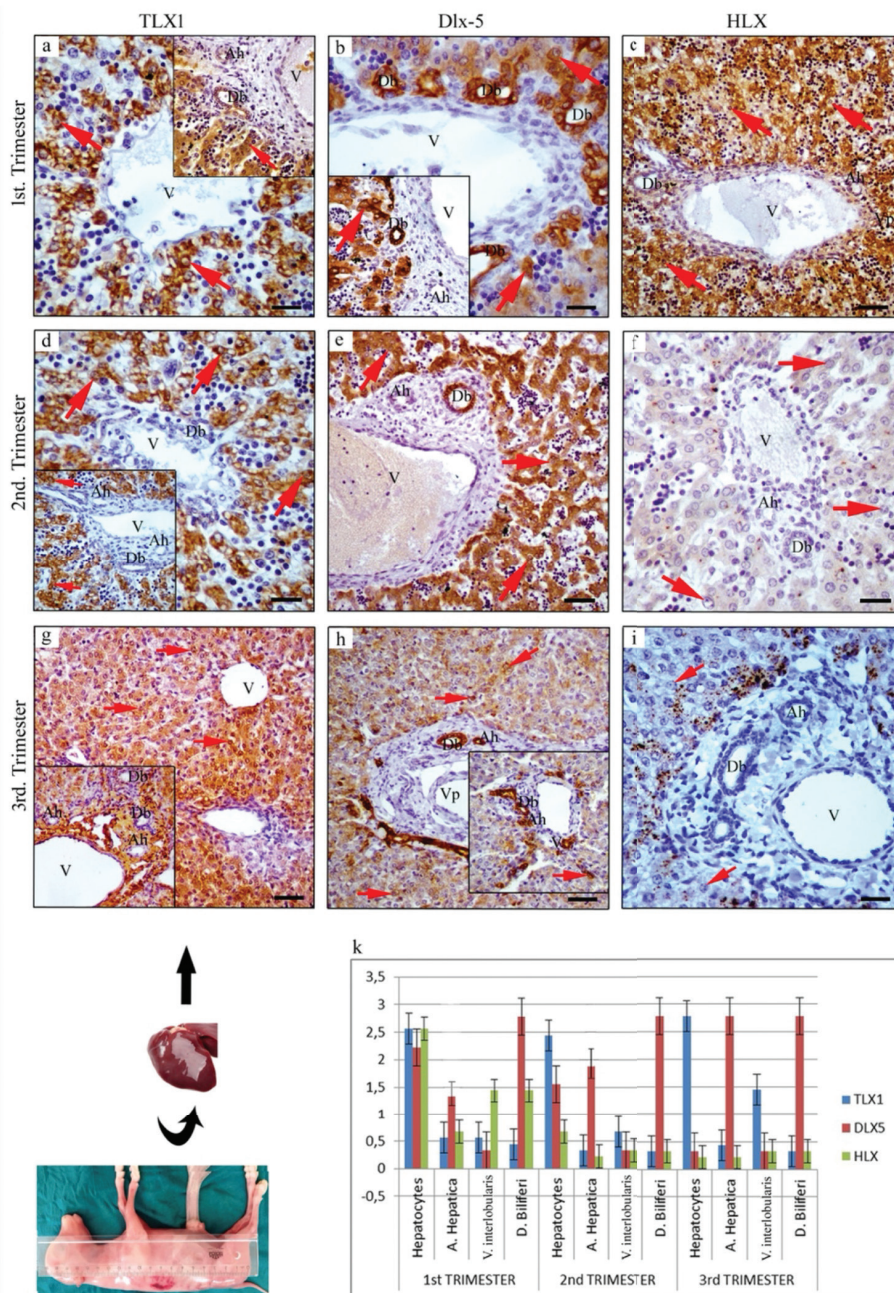 TLX1 Dlx-5 HLX
1st. Trimester
a
Ah
V
Db
V
b
Db
Db
Db
V
V
Db
Db
Ah
c
Db
Ah
V
2nd. Trimester
d
Db
V
Ah
V
Ah
Db
e
Ah
Db
V
f
V
Ah
Db
3rd. Trimester
g
V
Db
Ah
Db
Ah
V
h
Db
Ah
Vp
Db
Ah
V
i
Ah
Db
V
k
3,5
3
2,5
2
1,5
1
0,5
0
-0,5
Hepatocytes
A. Hepatica
V. interlobularis
D. Biliferi
Hepatocytes
A. Hepatica
V. interlobularis
D. Biliferi
Hepatocytes
A. Hepatica
V. interlobularis
D. Biliferi
1st TRIMESTER 2nd TRIMESTER 3rd TRIMESTER
TLX1
DLX5
HLX